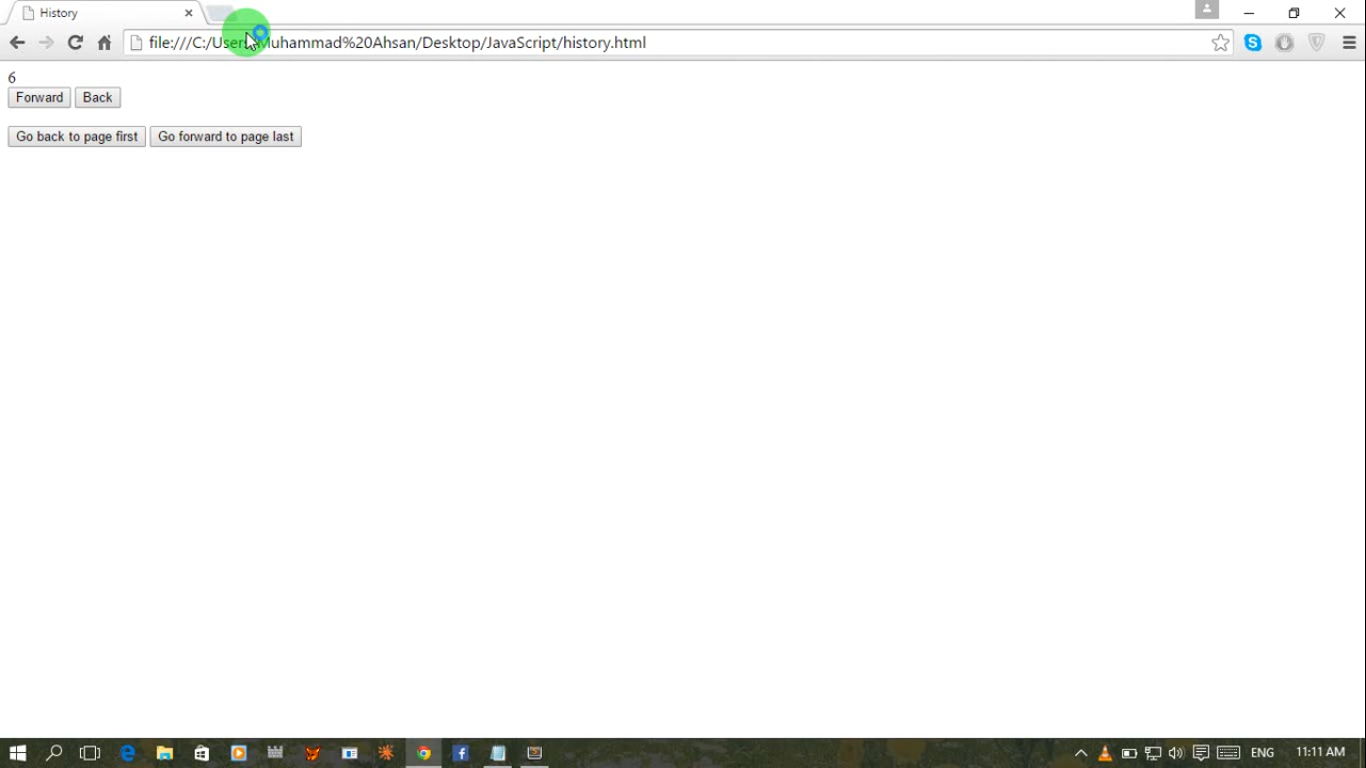 History
file:///C:/Users/Muhammad%20Ahsan/Desktop/JavaScript/history.html
6
Forward Back
Go back to page first Go forward to page last
ENG 11:11 AM